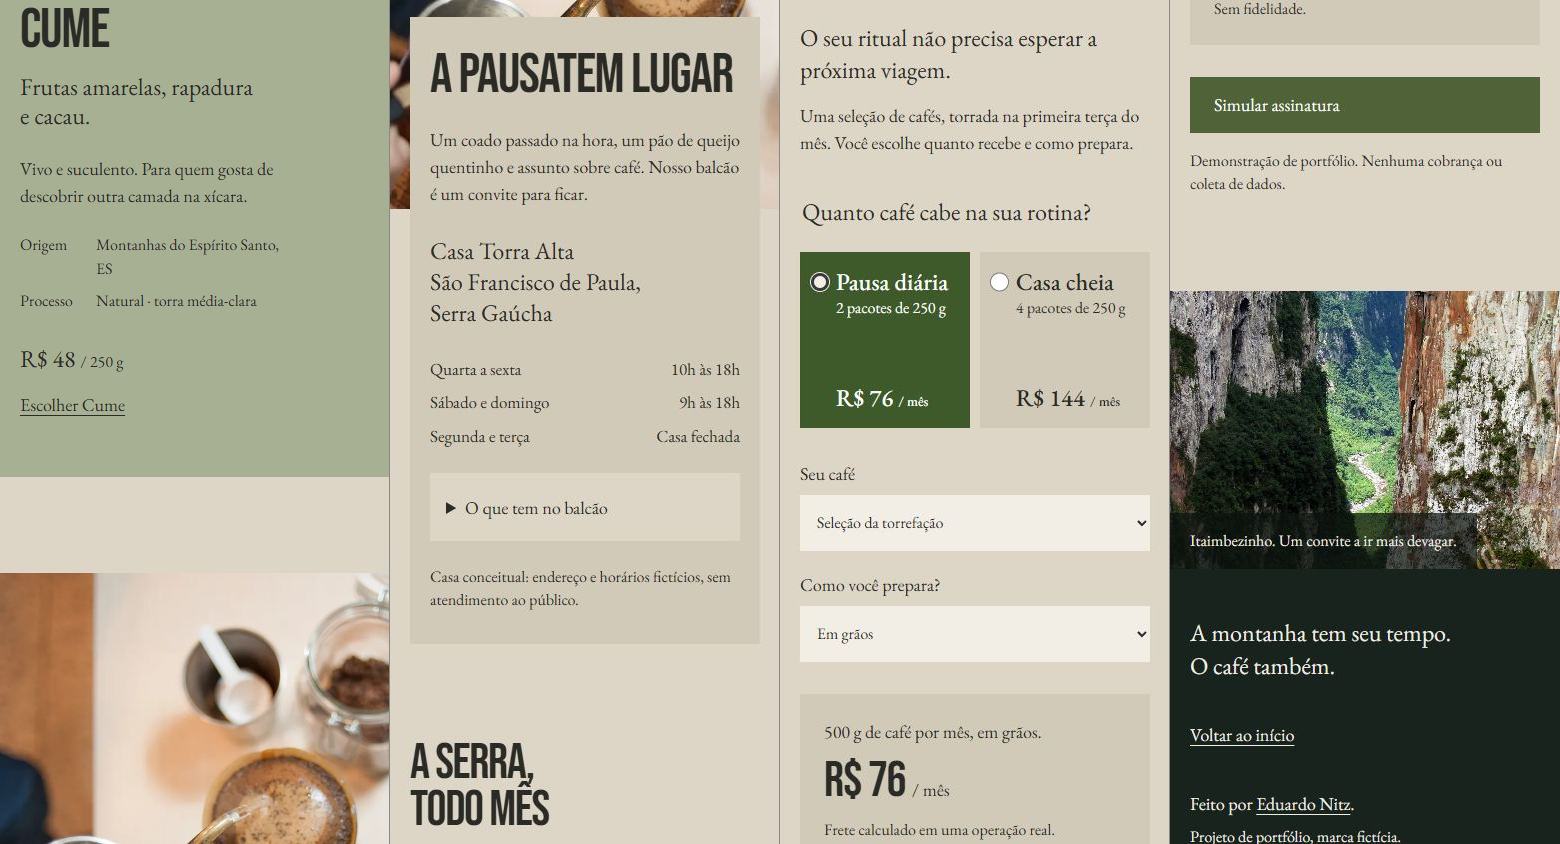 CUME
Frutas amarelas, rapadura
e cacau.
Vivo e suculento. Para quem gosta de
descobrir outra camada na xícara.
Origem Montanhas do Espírito Santo,
ES
Processo Natural · torra média-clara
R$ 48 / 250 g
Escolher Cume
A PAUSATEM LUGAR
Um coado passado na hora, um pão de queijo
quentinho e assunto sobre café. Nosso balcão
é um convite para ficar.
Casa Torra Alta
São Francisco de Paula,
Serra Gaúcha
Quarta a sexta 10h às 18h
Sábado e domingo 9h às 18h
Segunda e terça Casa fechada
O que tem no balcão
Casa conceitual: endereço e horários fictícios, sem
atendimento ao público.
A SERRA,
TODO MÊS
O seu ritual não precisa esperar a
próxima viagem.
Uma seleção de cafés, torrada na primeira terça do
mês. Você escolhe quanto recebe e como prepara.
Quanto café cabe na sua rotina?
Pausa diária
2 pacotes de 250 g
R$ 76 / mês
Casa cheia
4 pacotes de 250 g
R$ 144 / mês
Seu café
Seleção da torrefação
Como você prepara?
Em grãos
500 g de café por mês, em grãos.
R$ 76 / mês
Frete calculado em uma operação real.
Sem fidelidade.
Simular assinatura
Demonstração de portfólio. Nenhuma cobrança ou
coleta de dados.
Itaimbezinho. Um convite a ir mais devagar.
A montanha tem seu tempo.
O café também.
Voltar ao início
Feito por Eduardo Nitz.
Projeto de portfólio, marca fictícia.